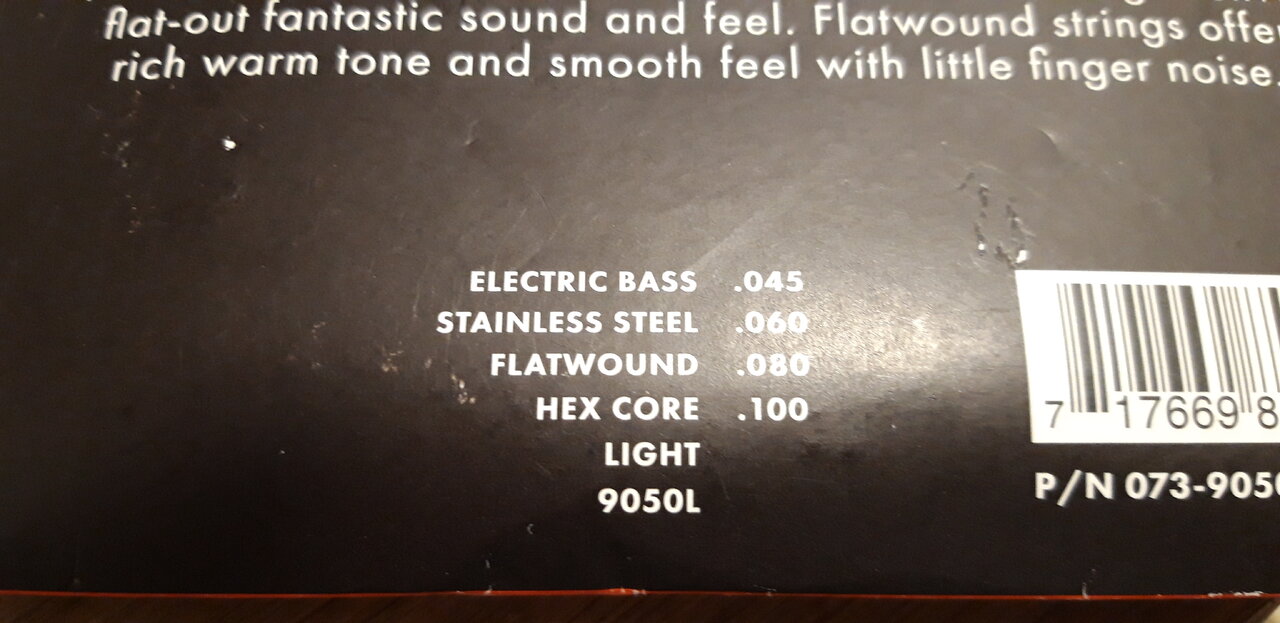 flat-out fantastic sound and feel. Flatwound strings offe
rich warm tone and smooth feel with little finger noise.
ELECTRIC BASS .045
STAINLESS STEEL .060
FLATWOUND .080
HEX CORE .100
LIGHT
9050L
7 17669 8
P/N 073-9050